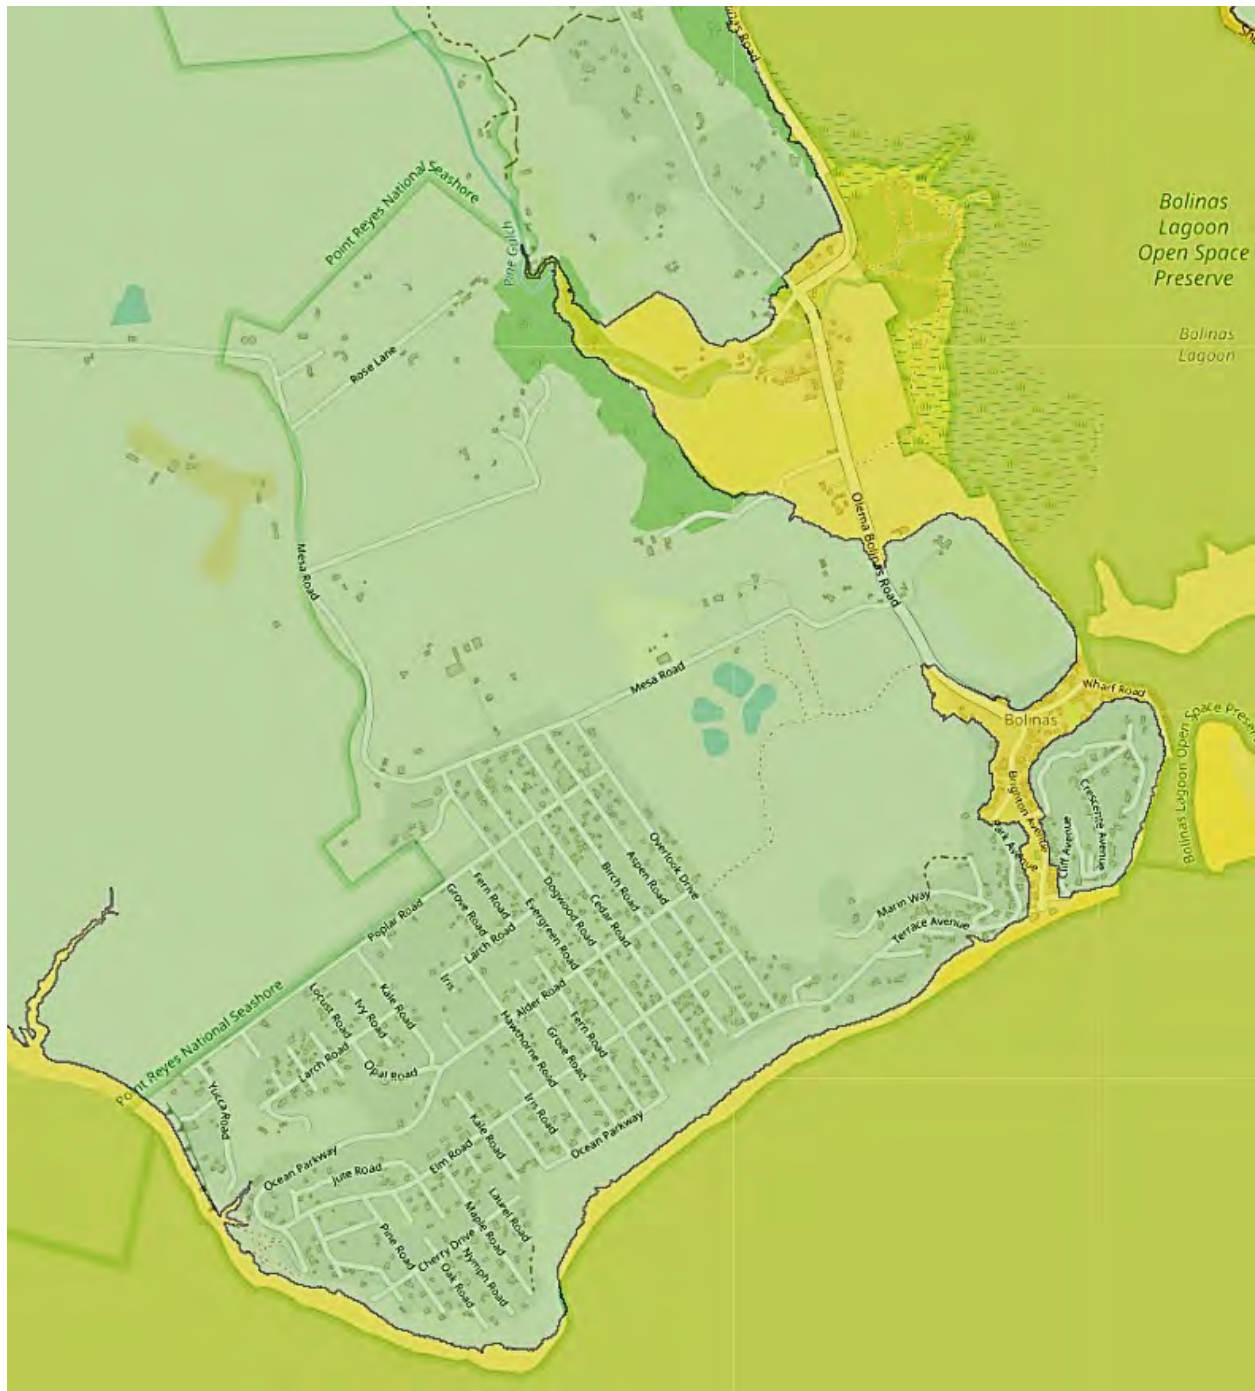 nas Road
Point Reyes National Seashore
Pine Gulch
Bolinas
Lagoon
Open Space
Preserve
Bolinas
Lagoon
Rose Lane
Olema Bolinas Road
Mesa Road
Mesa Road
Wharf Road
Bolinas
Bolinas Lagoon Open Space Preser
Brighton Avenue
Park Avenue
Cliff Avenue
Crescente Avenue
Overlook Drive
Aspen Road
Birch Road
Cedar Road
Dogwood Road
Evergreen Road
Fern Road
Grove Road
Larch Road
Poplar Road
Marin Way
Terrace Avenue
Iris
Alder Road
Kale Road
Ivy Road
Locust Road
Larch Road
Opal Road
Hawthorne Road
Fern Road
Grove Road
Iris Road
Point Reyes National Seashore
Yucca Road
Ocean Parkway
Kale Road
Elm Road
Ocean Parkway
Jute Road
Laurel Road
Maple Road
Pine Road
Cherry Drive
Nymph Road
Oak Road